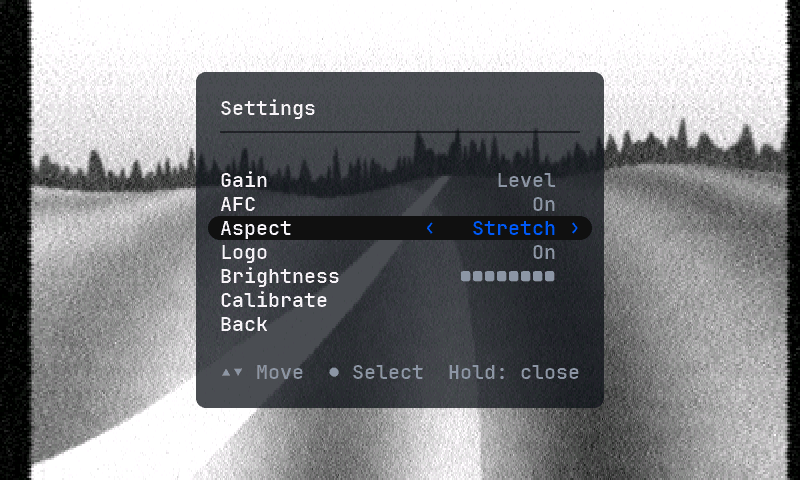 Settings
Gain Level
AFC On
Aspect ‹ Stretch ›
Logo On
Brightness
Calibrate
Back
▲▼ Move ● Select Hold: close